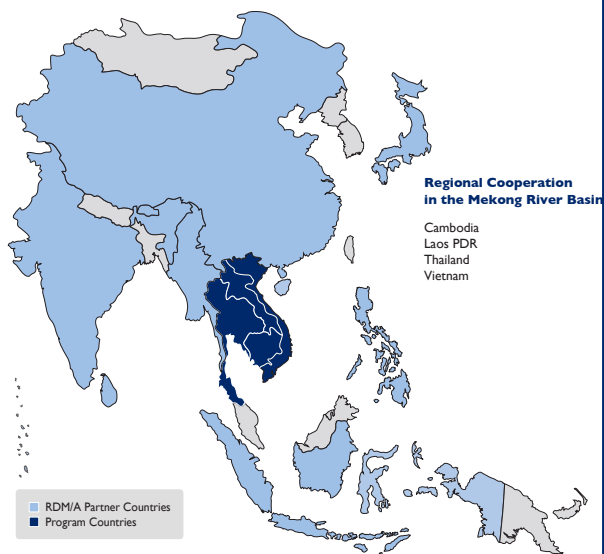 Regional Cooperation
in the Mekong River Basin
Cambodia
Laos PDR
Thailand
Vietnam
RDM/A Partner Countries
Program Countries